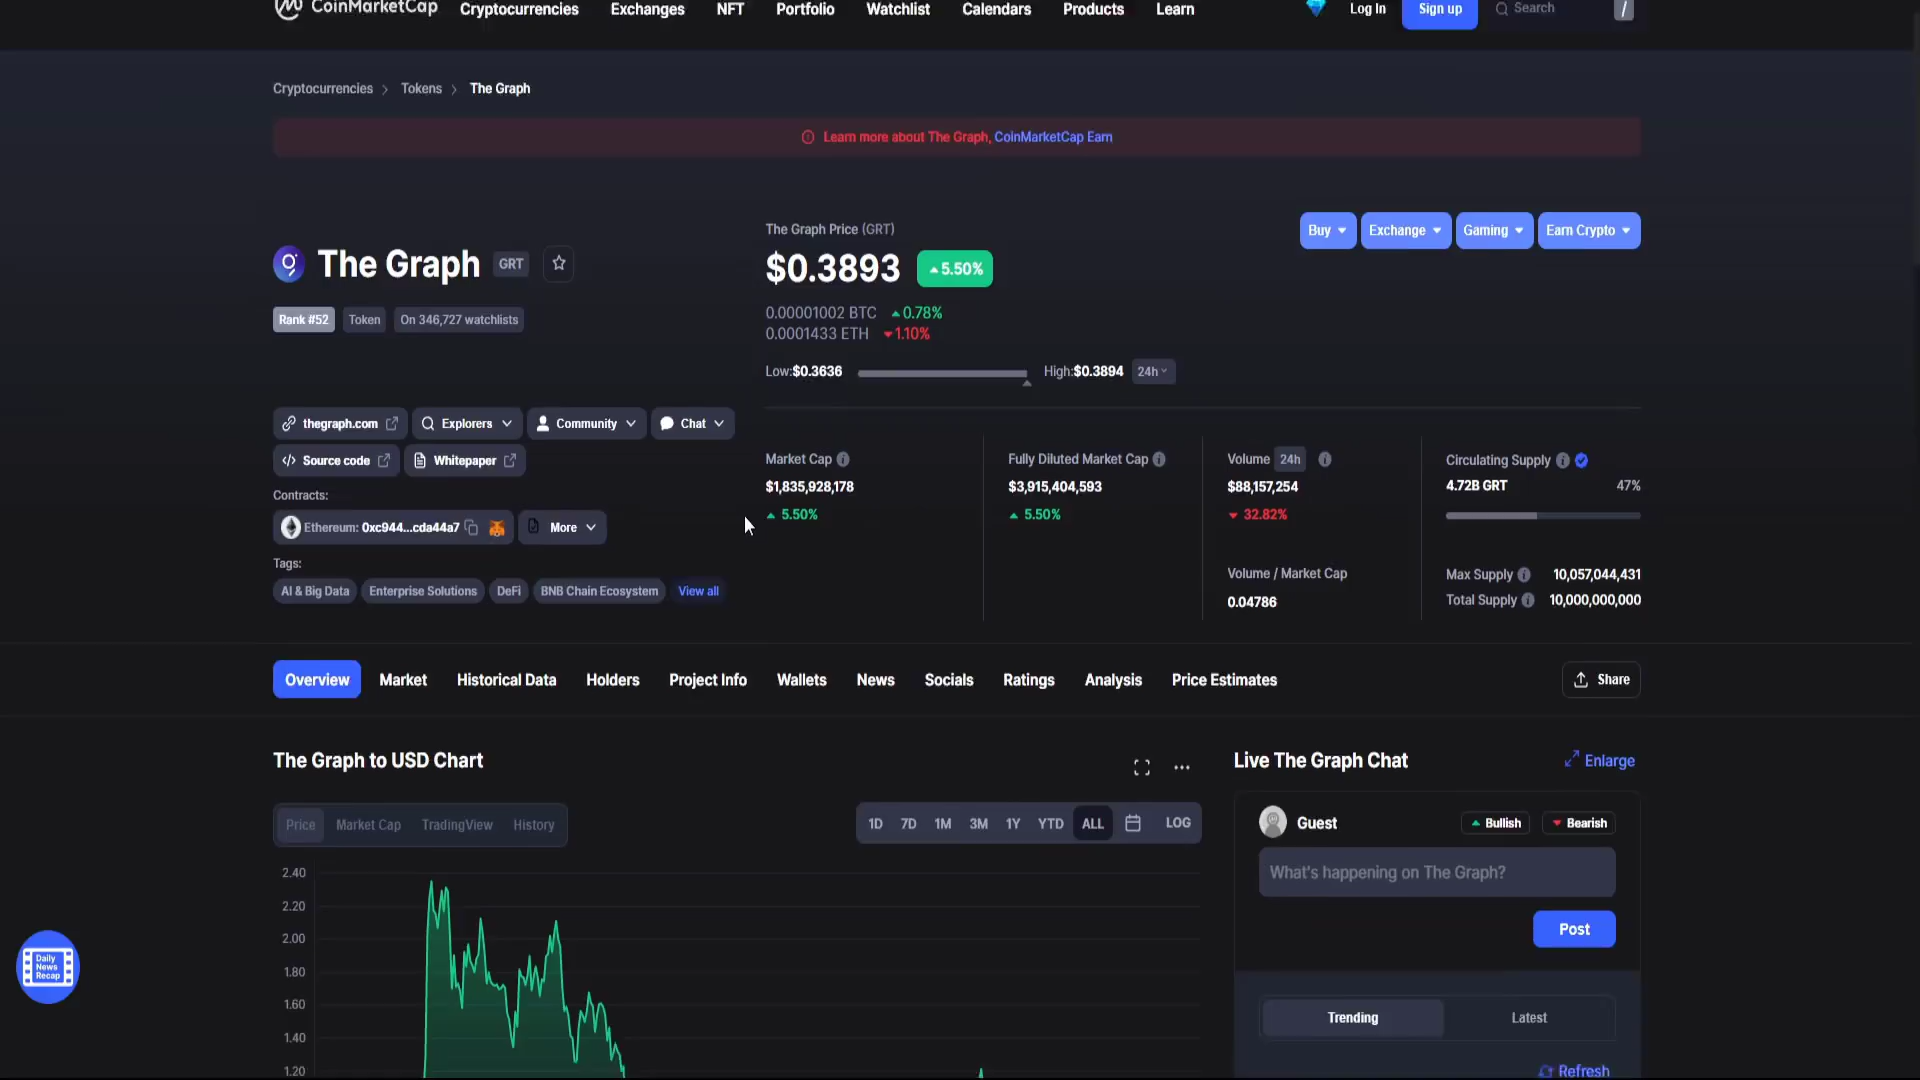 CoinMarketCap Cryptocurrencies Exchanges NFT Portfolio Watchlist Calendars Products Learn Log In Sign up Search /
Cryptocurrencies > Tokens > The Graph
Learn more about The Graph, CoinMarketCap Earn
The Graph Price (GRT)
Buy Exchange Gaming Earn Crypto
The Graph GRT
$0.3893 5.50%
Rank #52 Token On 346,727 watchlists
0.00001002 BTC 0.78%
0.0001433 ETH 1.10%
Low:$0.3636 High:$0.3894 24h
thegraph.com Explorers Community Chat
Source code Whitepaper
Contracts:
Ethereum: 0xc944...cda44a7 More
Tags:
AI & Big Data Enterprise Solutions DeFi BNB Chain Ecosystem View all
Market Cap
$1,835,928,178
5.50%
Fully Diluted Market Cap
$3,915,404,593
5.50%
Volume 24h
$88,157,254
32.82%
Volume / Market Cap
0.04786
Circulating Supply
4.72B GRT 47%
Max Supply 10,057,044,431
Total Supply 10,000,000,000
Overview Market Historical Data Holders Project Info Wallets News Socials Ratings Analysis Price Estimates Share
The Graph to USD Chart
Price Market Cap TradingView History
1D 7D 1M 3M 1Y YTD ALL LOG
2.40
2.20
2.00
1.80
1.60
1.40
1.20
Live The Graph Chat Enlarge
Guest Bullish Bearish
What's happening on The Graph?
Post
Trending Latest
Refresh
Daily
News
Recap